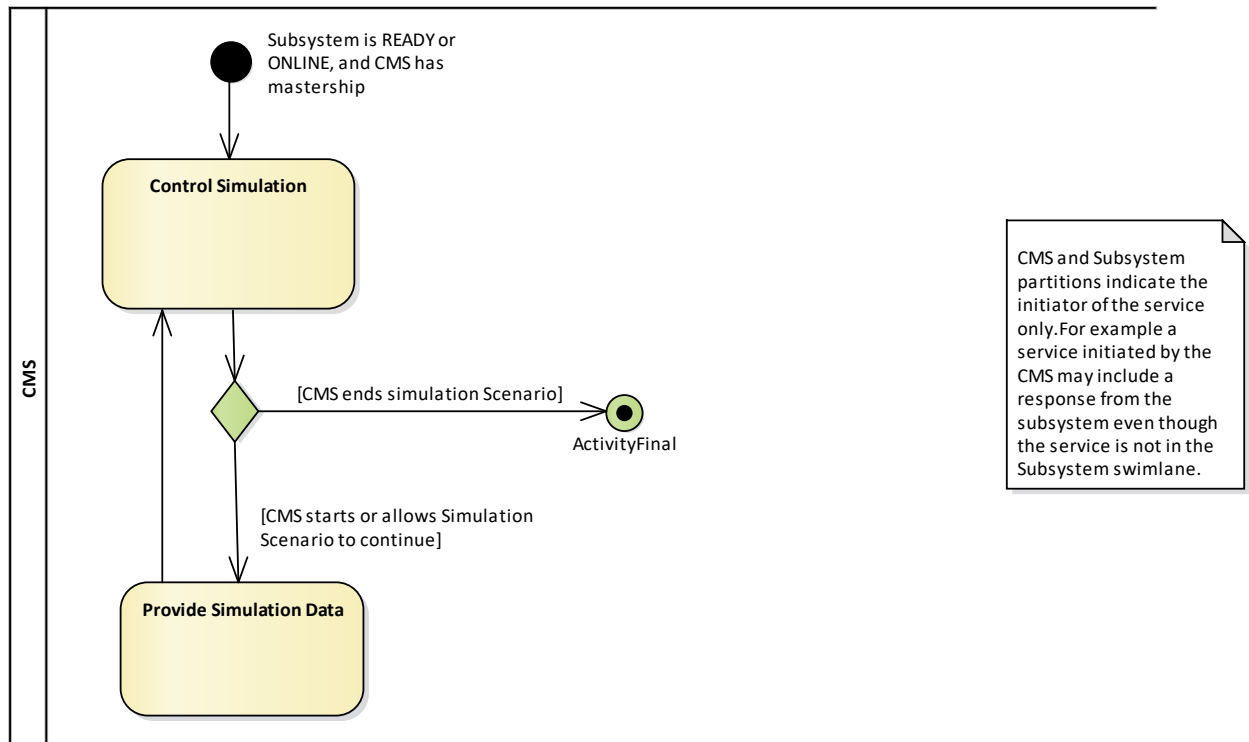 Subsystem is READY or
ONLINE, and CMS has
mastership
Control Simulation
CMS and Subsystem
partitions indicate the
initiator of the service
only.For example a
service initiated by the
CMS may include a
response from the
subsystem even though
the service is not in the
Subsystem swimlane.
CMS
[CMS ends simulation Scenario]
ActivityFinal
[CMS starts or allows Simulation
Scenario to continue]
Provide Simulation Data